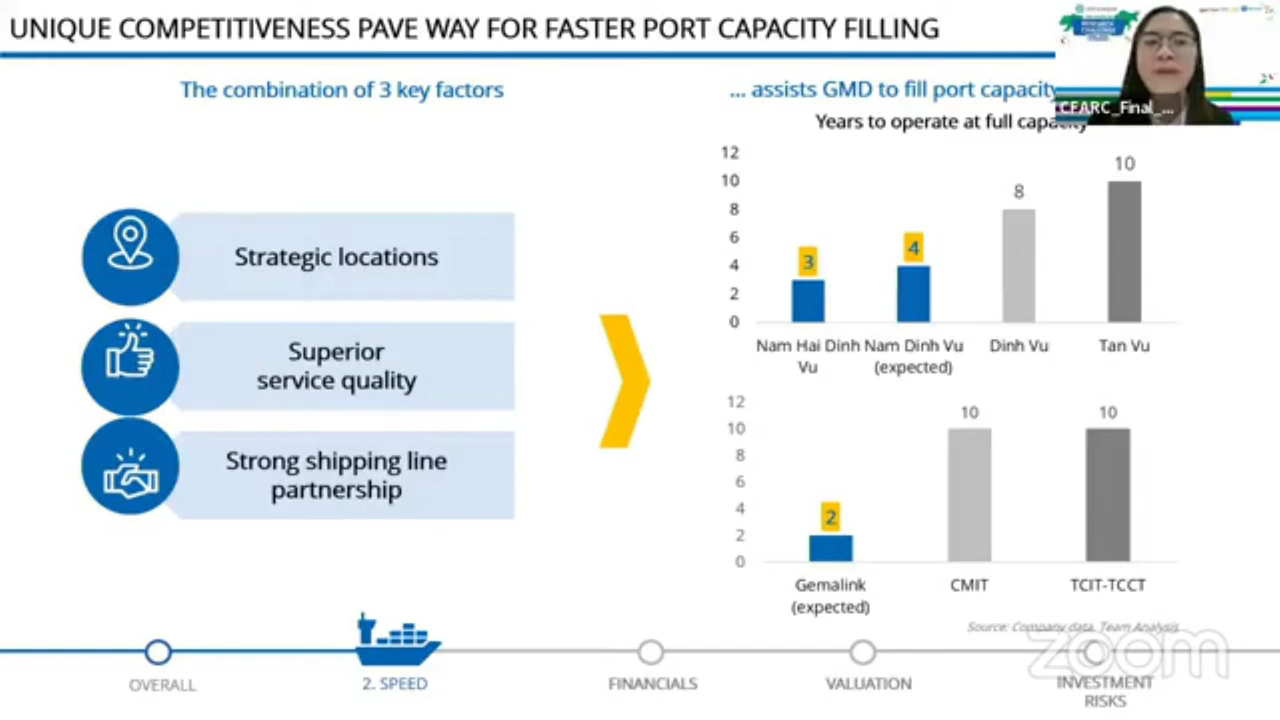 UNIQUE COMPETITIVENESS PAVE WAY FOR FASTER PORT CAPACITY FILLING
CFARC_Final_...
The combination of 3 key factors
Strategic locations
Superior
service quality
Strong shipping line
partnership
... assists GMD to fill port capacity
Years to operate at full capacity
12
10
8
6
4
2
0
3
4
8
10
Nam Hai Dinh
Vu
Nam Dinh Vu
(expected)
Dinh Vu
Tan Vu
12
10
8
6
4
2
0
2
10
10
Gemalink
(expected)
CMIT
TCIT-TCCT
Source: Company data, Team Analysis
zoom
OVERALL
2. SPEED
FINANCIALS
VALUATION
INVESTMENT
RISKS